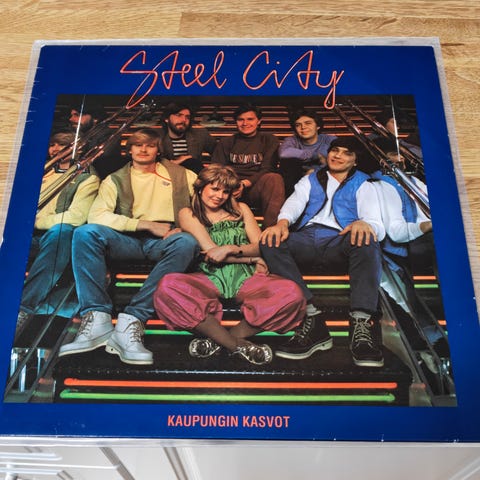 Steel City
KAUPUNGIN KASVOT